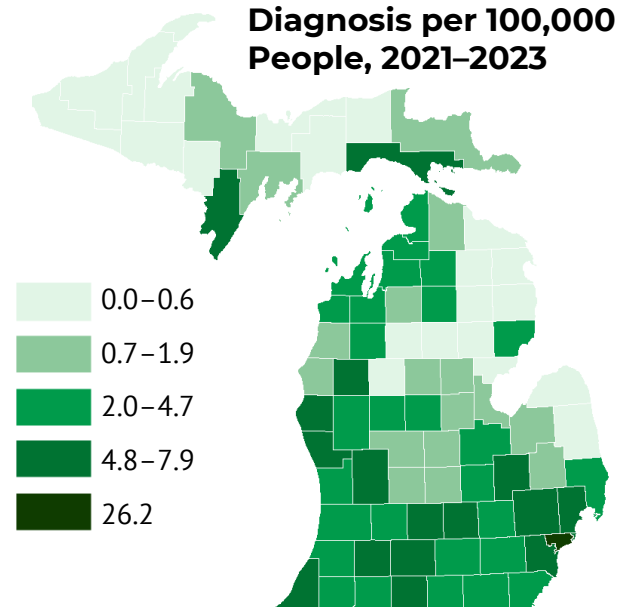 Diagnosis per 100,000
People, 2021–2023
0.0–0.6
0.7–1.9
2.0–4.7
4.8–7.9
26.2